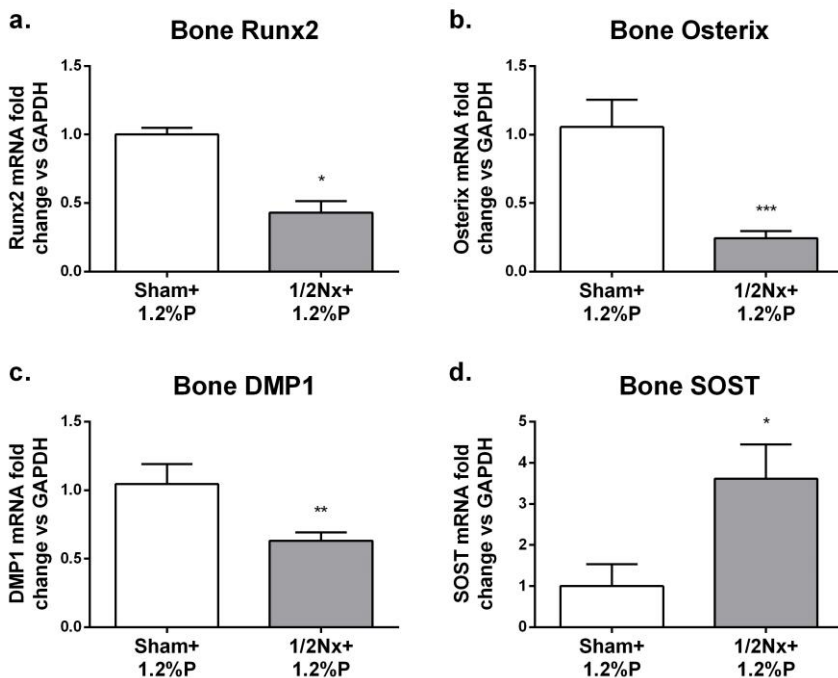 a.
Bone Runx2
Runx2 mRNA fold
change vs GAPDH
1.5
1.0
0.5
0.0
*
Sham+
1.2%P
1/2Nx+
1.2%P
b.
Bone Osterix
Osterix mRNA fold
change vs GAPDH
1.5
1.0
0.5
0.0
***
Sham+
1.2%P
1/2Nx+
1.2%P
c.
Bone DMP1
DMP1 mRNA fold
change vs GAPDH
1.5
1.0
0.5
0.0
**
Sham+
1.2%P
1/2Nx+
1.2%P
d.
Bone SOST
SOST mRNA fold
change vs GAPDH
5
4
3
2
1
0
*
Sham+
1.2%P
1/2Nx+
1.2%P